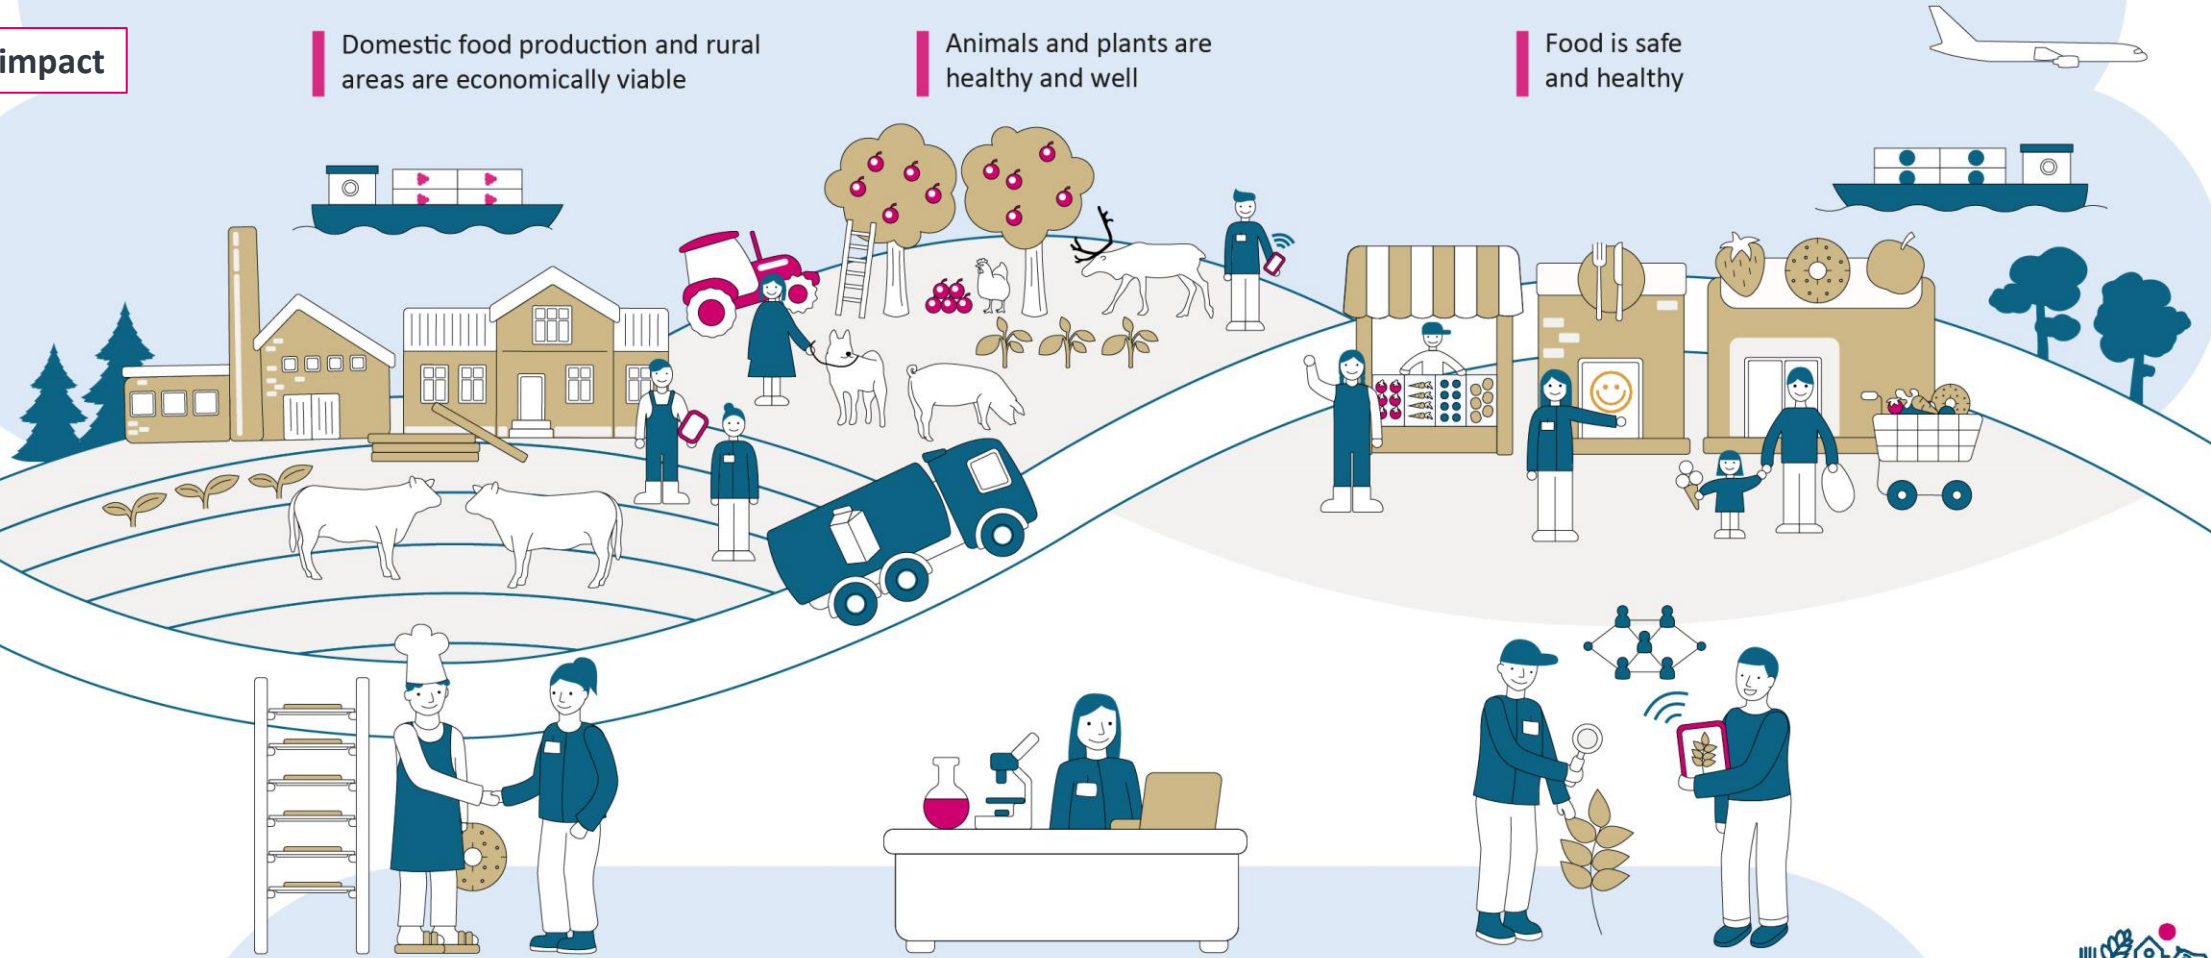 impact
Domestic food production and rural
areas are economically viable
Animals and plants are
healthy and well
Food is safe
and healthy